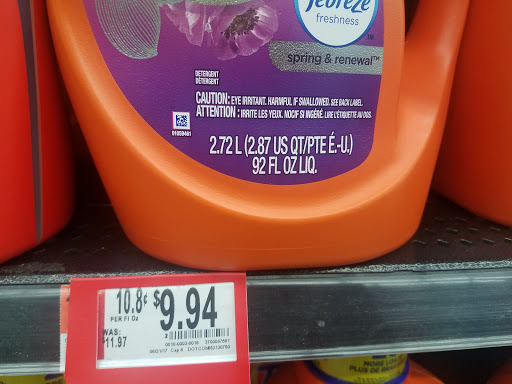 febreze
freshness
spring & renewal™
DETERGENT
DÉTERGENT
CAUTION: EYE IRRITANT. HARMFUL IF SWALLOWED. SEE BACK LABEL.
ATTENTION: IRRITE LES YEUX. NOCIF SI INGÉRÉ. LIRE L'ÉTIQUETTE AU DOS.
2.72 L (2.87 US QT/PTE É.-U.)
92 FL OZ LIQ.
10.8¢ $9.94
PER Fl Oz
WAS:
11.97